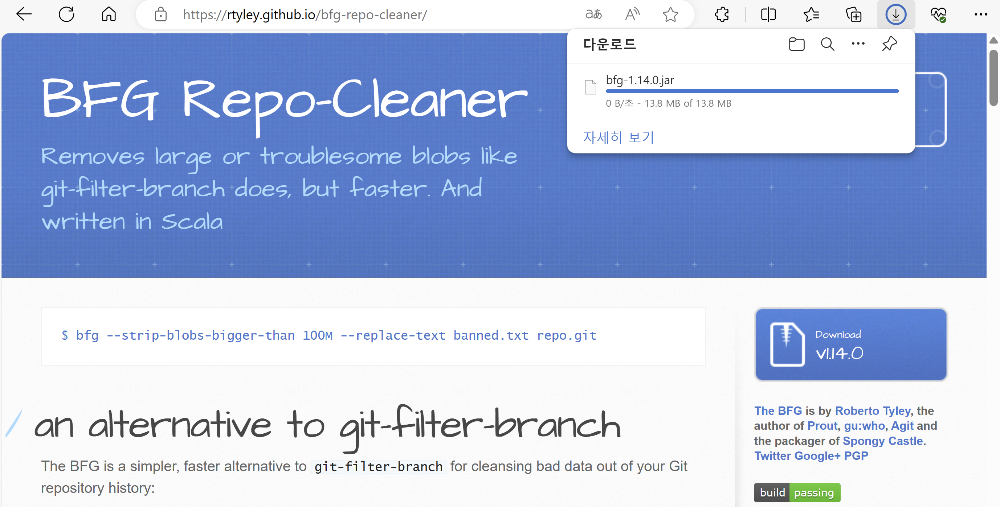 https://rtyley.github.io/bfg-repo-cleaner/
aあ
다운로드
bfg-1.14.0.jar
0 B/초 - 13.8 MB of 13.8 MB
자세히 보기
BFG Repo-Cleaner
Removes large or troublesome blobs like
git-filter-branch does, but faster. And
written in Scala
$ bfg --strip-blobs-bigger-than 100M --replace-text banned.txt repo.git
an alternative to git-filter-branch
The BFG is a simpler, faster alternative to git-filter-branch for cleansing bad data out of your Git
repository history:
Download
v1.14.0
The BFG is by Roberto Tyley, the
author of Prout, gu:who, Agit and
the packager of Spongy Castle.
Twitter Google+ PGP
build passing